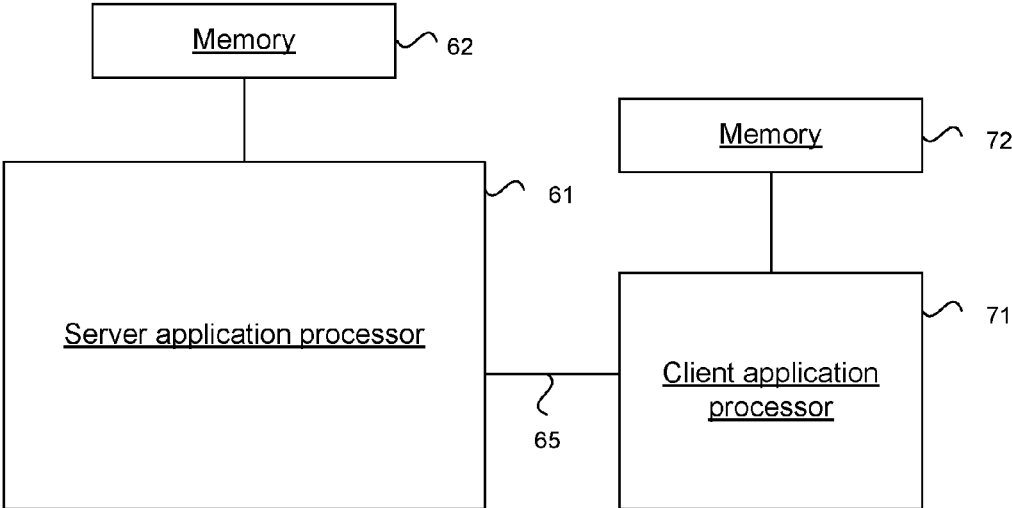 Memory
62
Memory
72
61
Server application processor
71
Client application
processor
65